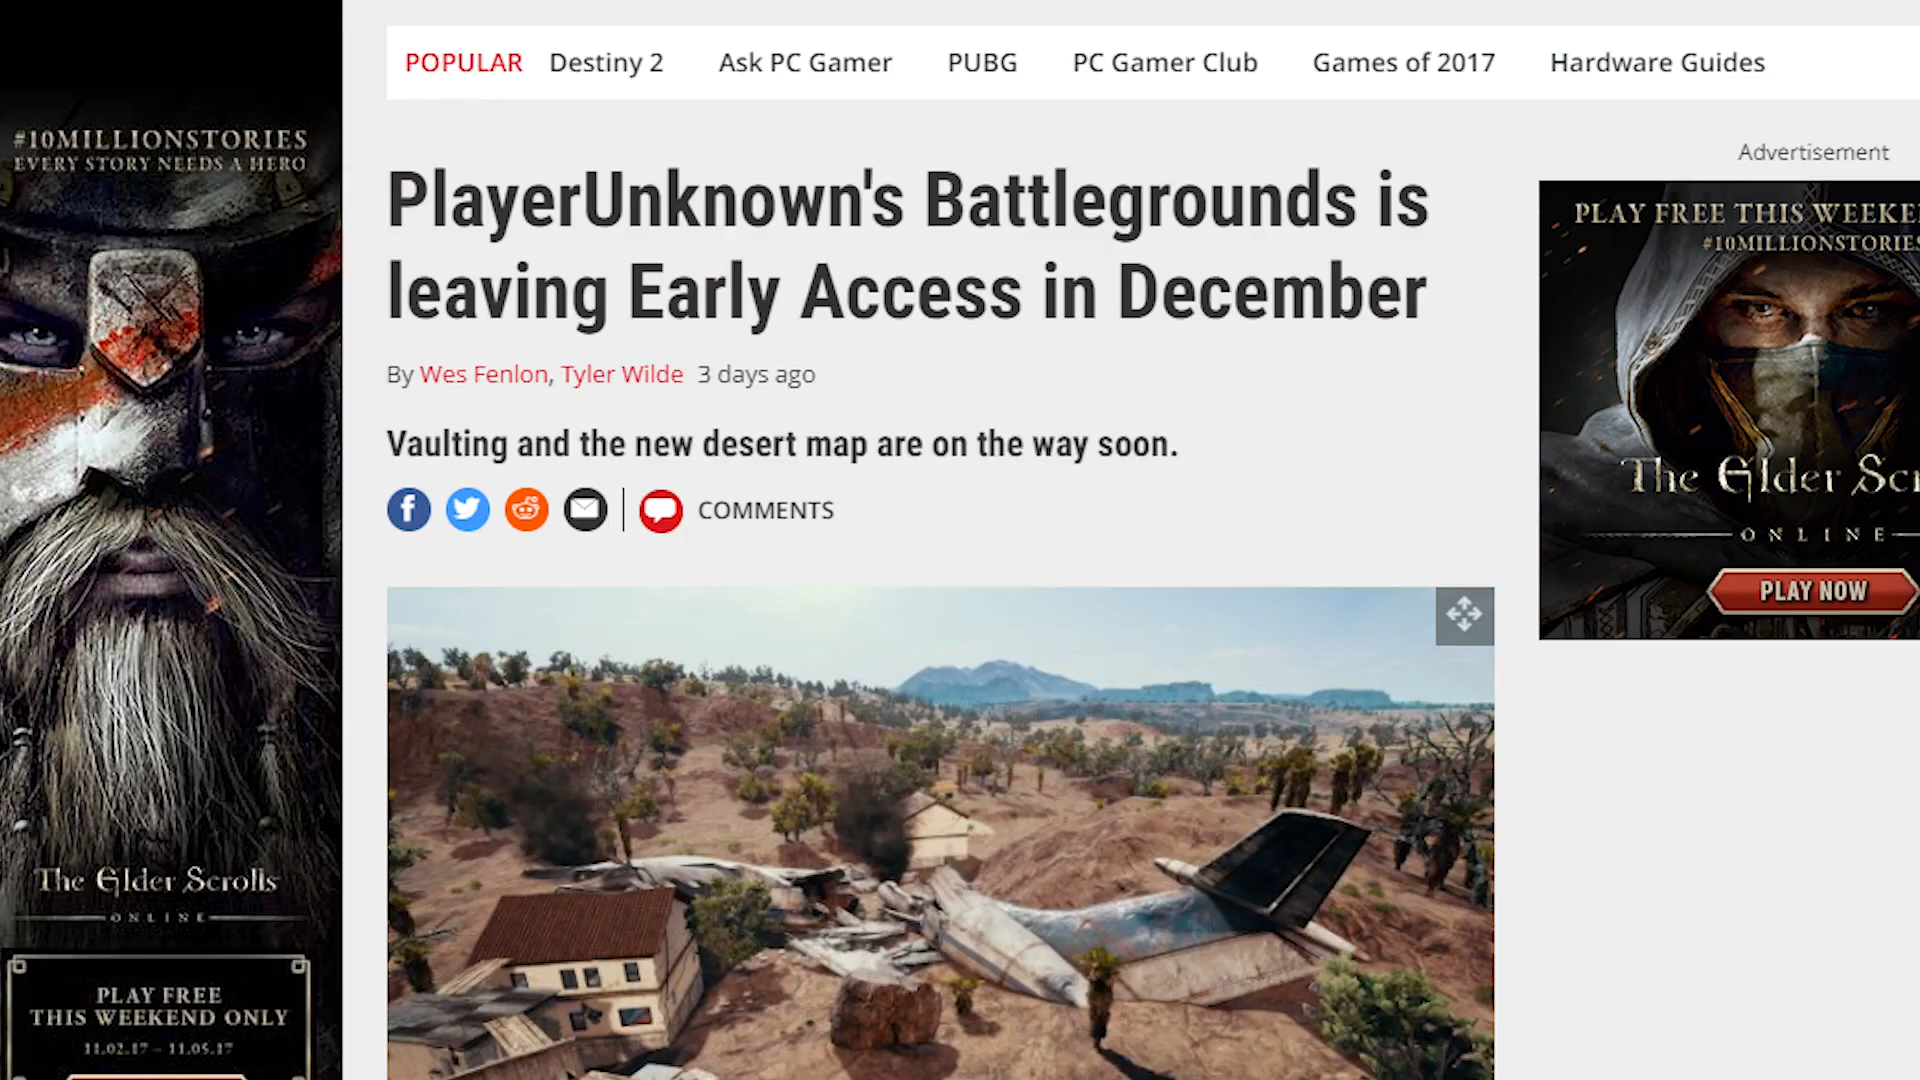 POPULAR Destiny 2 Ask PC Gamer PUBG PC Gamer Club Games of 2017 Hardware Guides
#10MILLIONSTORIES
EVERY STORY NEEDS A HERO
PlayerUnknown's Battlegrounds is
leaving Early Access in December
By Wes Fenlon, Tyler Wilde 3 days ago
Vaulting and the new desert map are on the way soon.
COMMENTS
Advertisement
PLAY FREE THIS
#10MILLIONSTORIES
The Elder
ONLINE
PLAY NOW
The Elder Scrolls
ONLINE
PLAY FREE
THIS WEEKEND ONLY
11.02.17 – 11.05.17